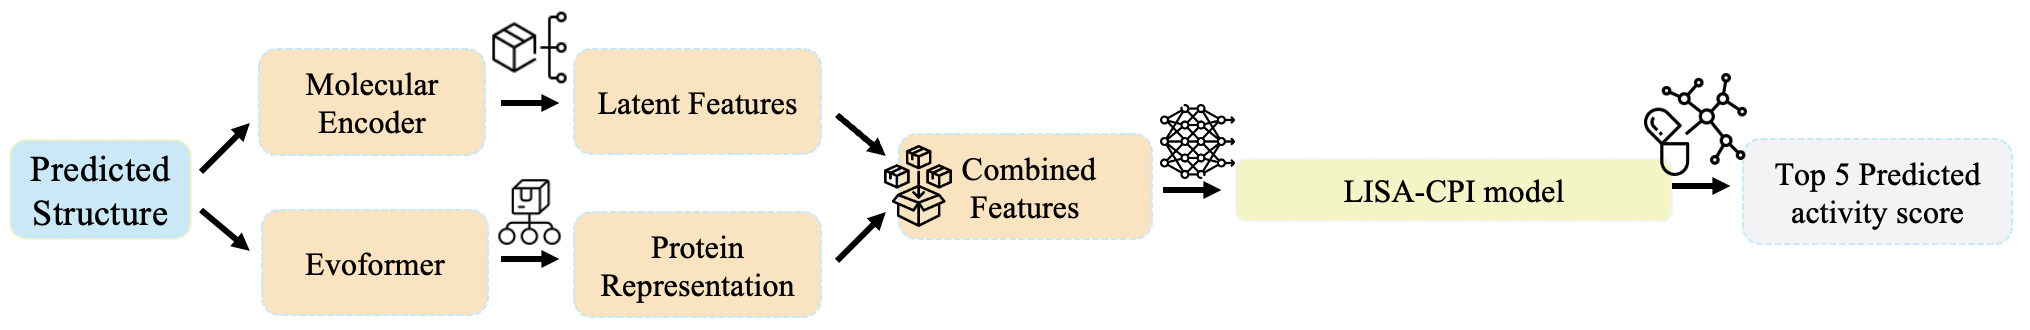 Predicted
Structure
Molecular
Encoder
Latent Features
Evoformer
Protein
Representation
Combined
Features
LISA-CPI model
Top 5 Predicted
activity score